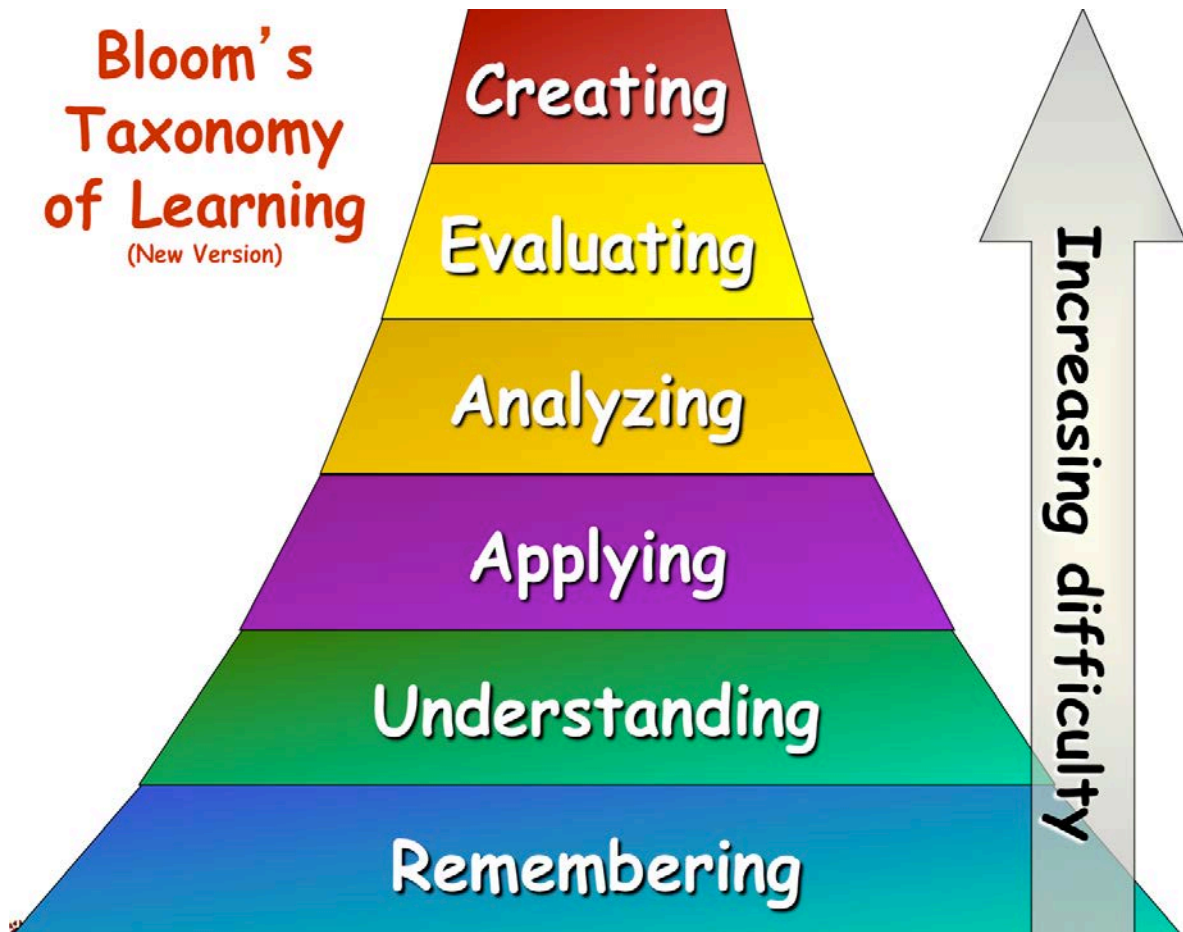 Bloom’s
Taxonomy
of Learning
(New Version)
Creating
Evaluating
Analyzing
Applying
Understanding
Remembering
Increasing difficulty